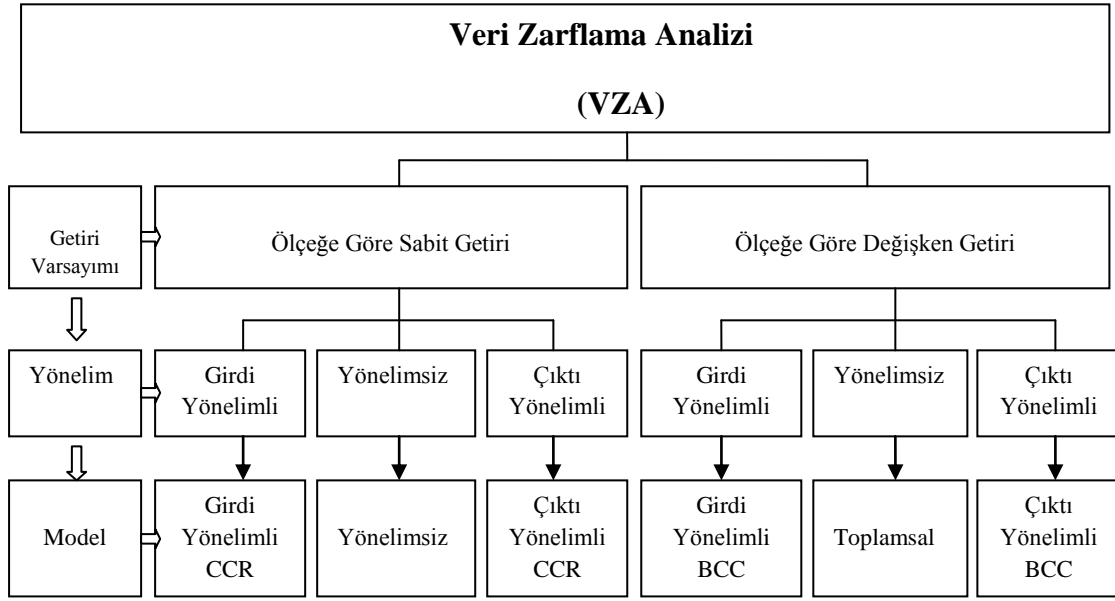 Veri Zarflama Analizi
(VZA)
Getiri
Varsayımı
Ölçeğe Göre Sabit Getiri
Ölçeğe Göre Değişken Getiri
Yönelim
Girdi
Yönelimli
Yönelimsiz
Çıktı
Yönelimli
Girdi
Yönelimli
Yönelimsiz
Çıktı
Yönelimli
Model
Girdi
Yönelimli
CCR
Yönelimsiz
Çıktı
Yönelimli
CCR
Girdi
Yönelimli
BCC
Toplamsal
Çıktı
Yönelimli
BCC